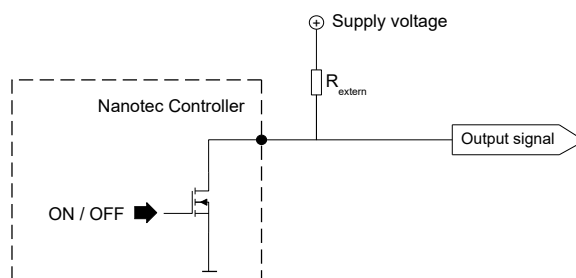 Supply voltage
R extern
Nanotec Controller
Output signal
ON / OFF